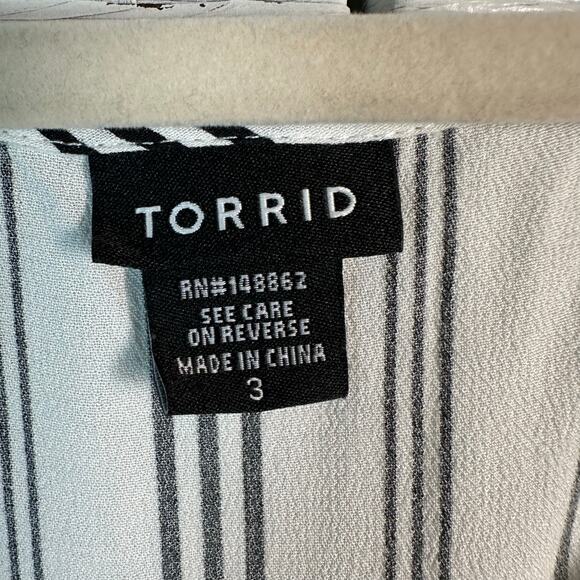 TORRID
RN#148862
SEE CARE
ON REVERSE
MADE IN CHINA
3